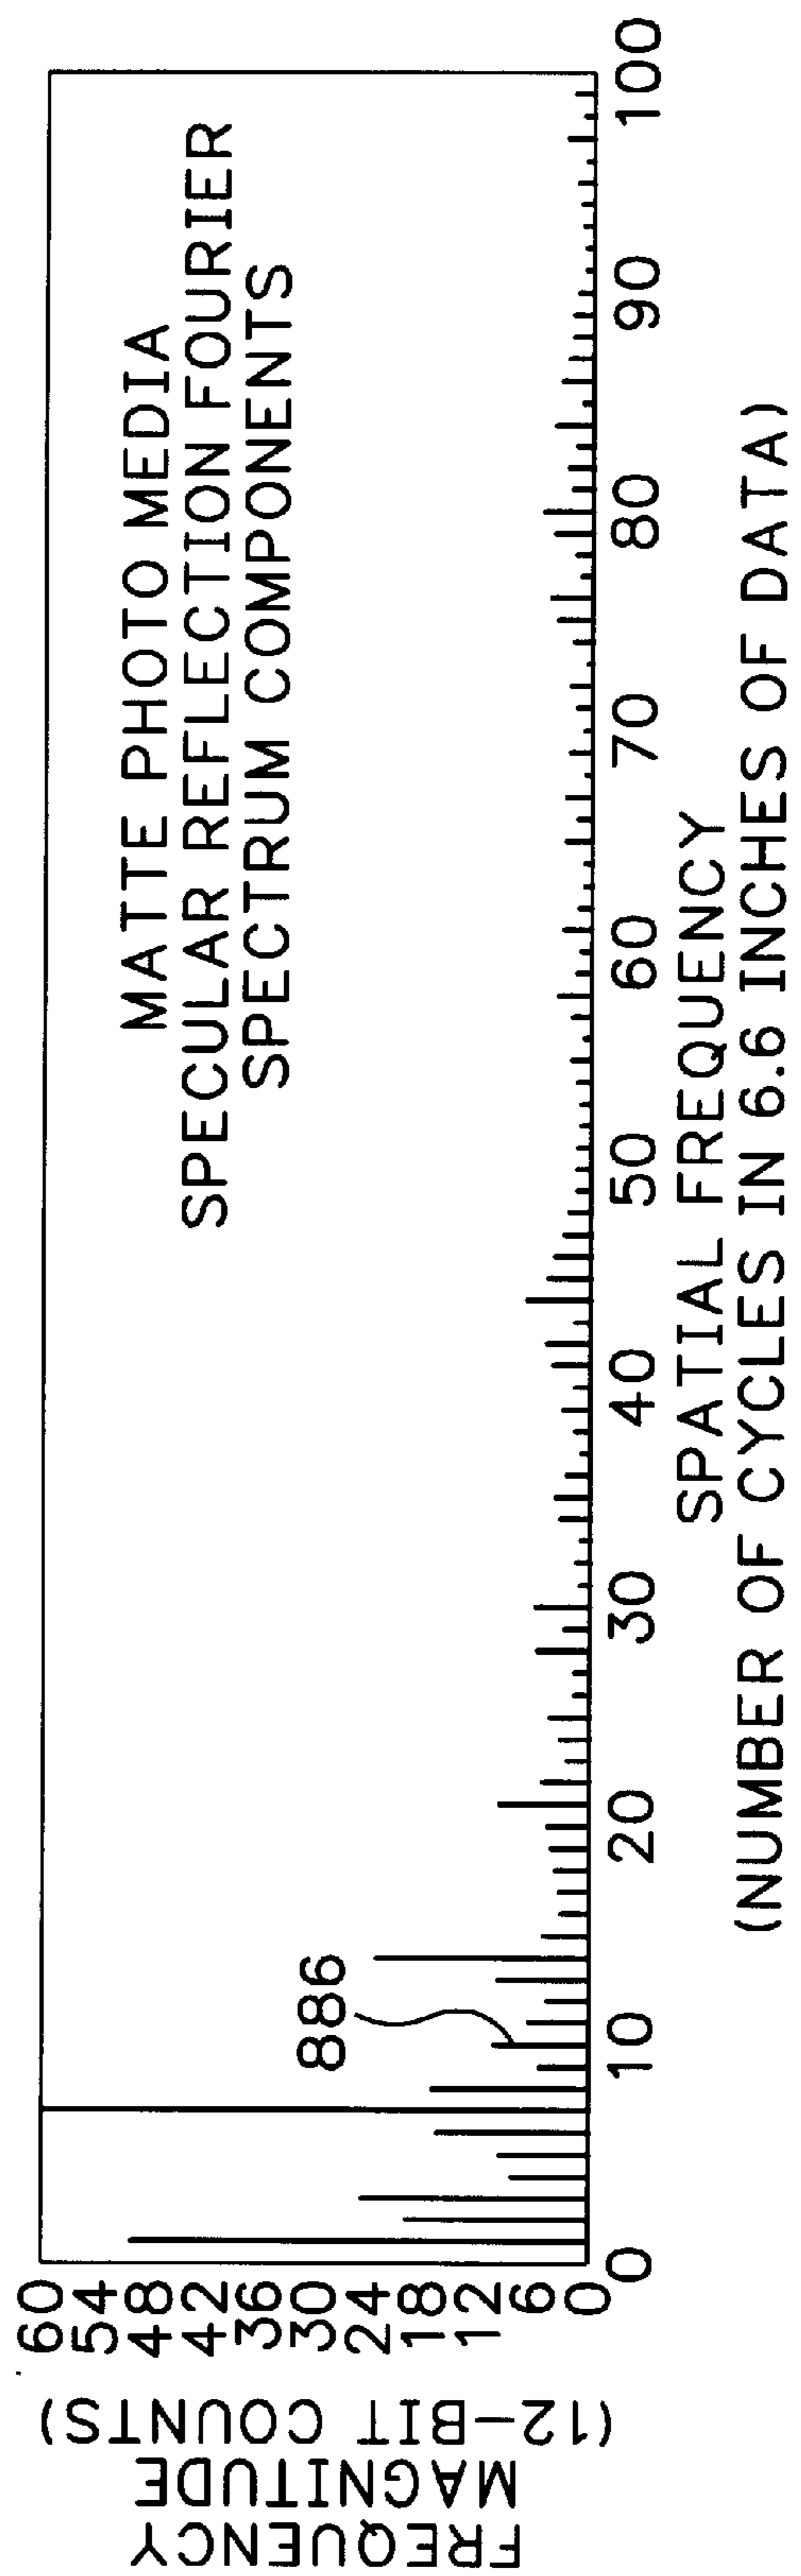 FREQUENCY
MAGNITUDE
(12-BIT COUNTS)
60
54
48
42
36
30
24
18
12
6
0
MATTE PHOTO MEDIA
SPECULAR REFLECTION FOURIER
SPECTRUM COMPONENTS
886
0 10 20 30 40 50 60 70 80 90 100
SPATIAL FREQUENCY
(NUMBER OF CYCLES IN 6.6 INCHES OF DATA)